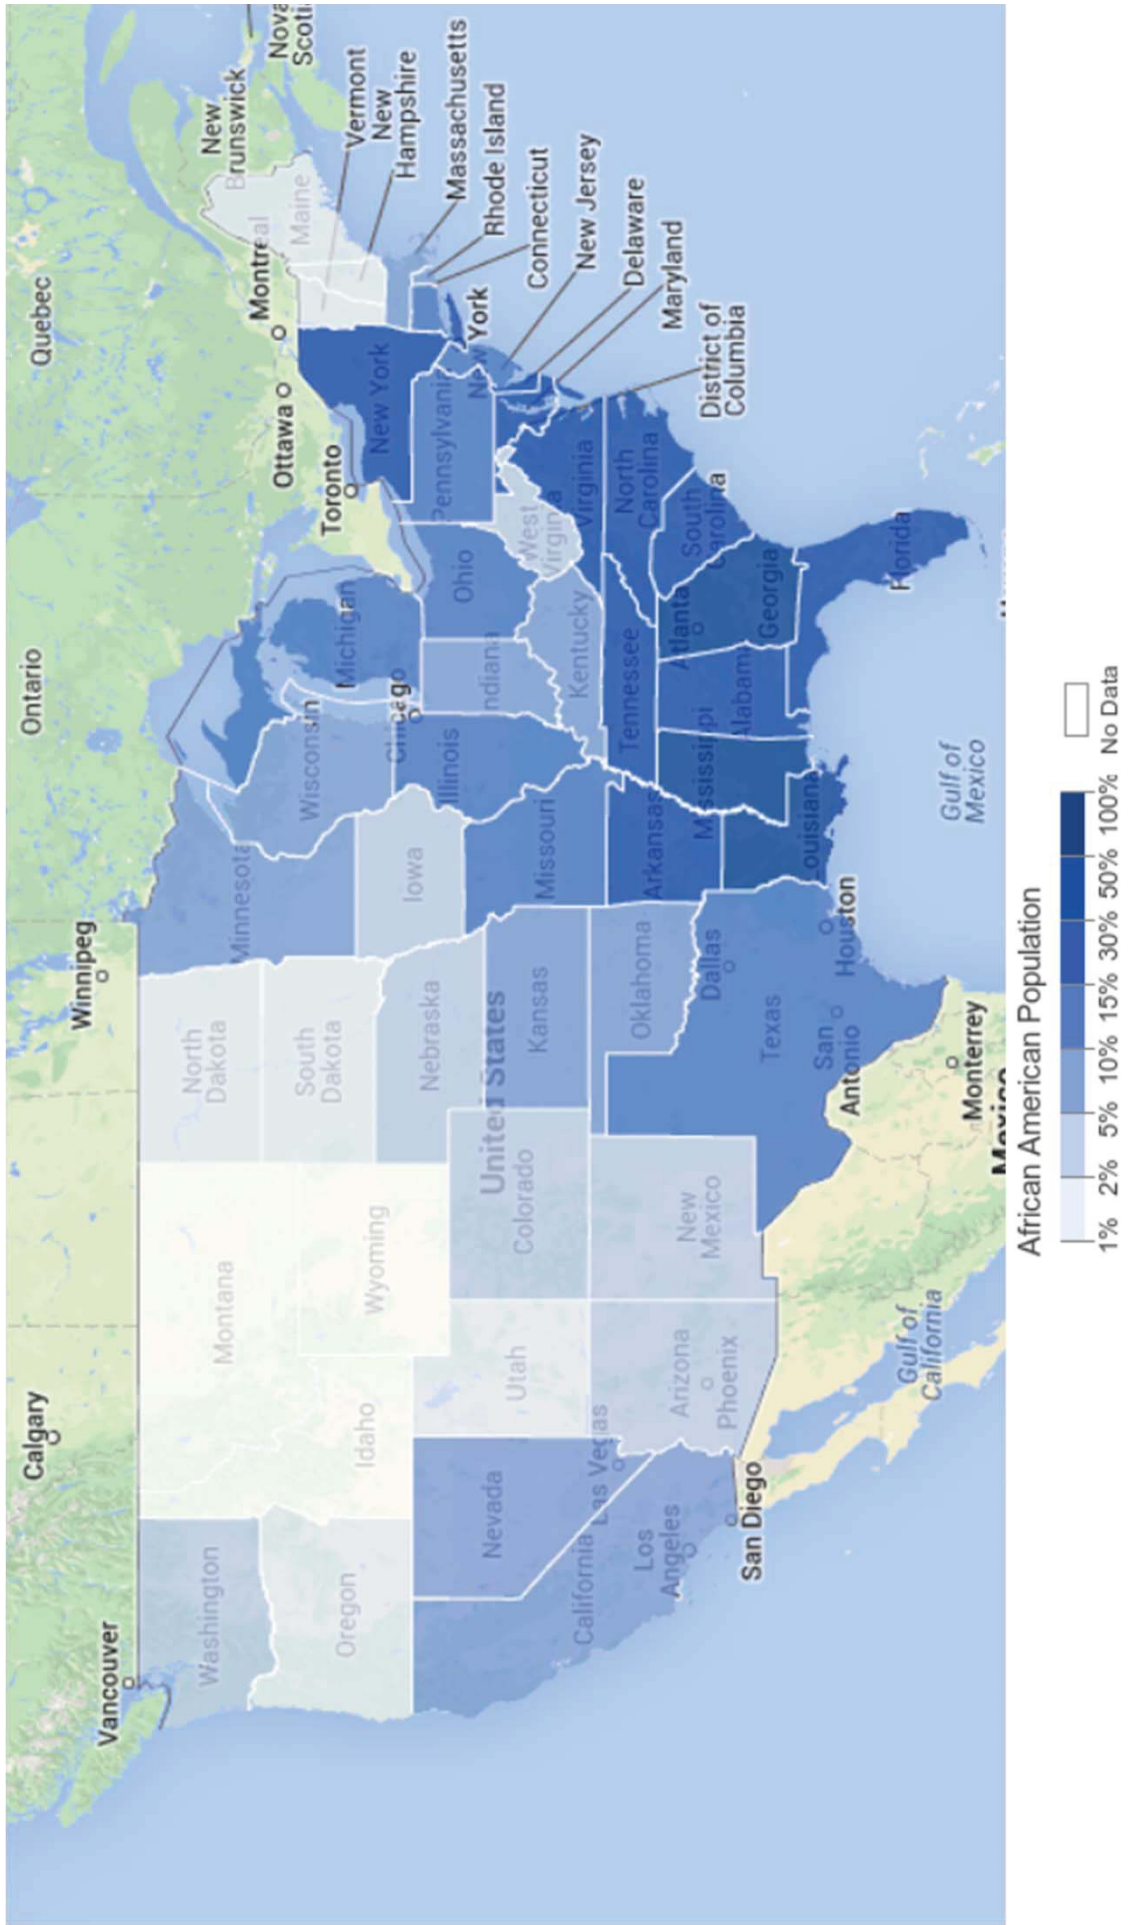 Vancouver
Calgary
Winnipeg
Ontario
Quebec
New
Brunswick
Nova
Scoti
Ottawa
Montreal
Toronto
Washington
Oregon
Montana
Idaho
Wyoming
North
Dakota
South
Dakota
Minnesota
Wisconsin
Michigan
Maine
Vermont
New
Hampshire
Massachusetts
Rhode Island
Connecticut
New York
New York
Pennsylvania
New Jersey
Delaware
Maryland
District of
Columbia
Nevada
Utah
Colorado
United States
Nebraska
Kansas
Iowa
Illinois
Chicago
Indiana
Ohio
West
Virginia
Virginia
Kentucky
Missouri
California
Las Vegas
Los
Angeles
San Diego
Arizona
Phoenix
New
Mexico
Oklahoma
Texas
Dallas
San
Antonio
Houston
Arkansas
Louisiana
Tennessee
Mississippi
Alabama
Atlanta
Georgia
North
Carolina
South
Carolina
Florida
Gulf of
California
Gulf of
Mexico
Monterrey
Mexico
African American Population
1% 2% 5% 10% 15% 30% 50% 100% No Data